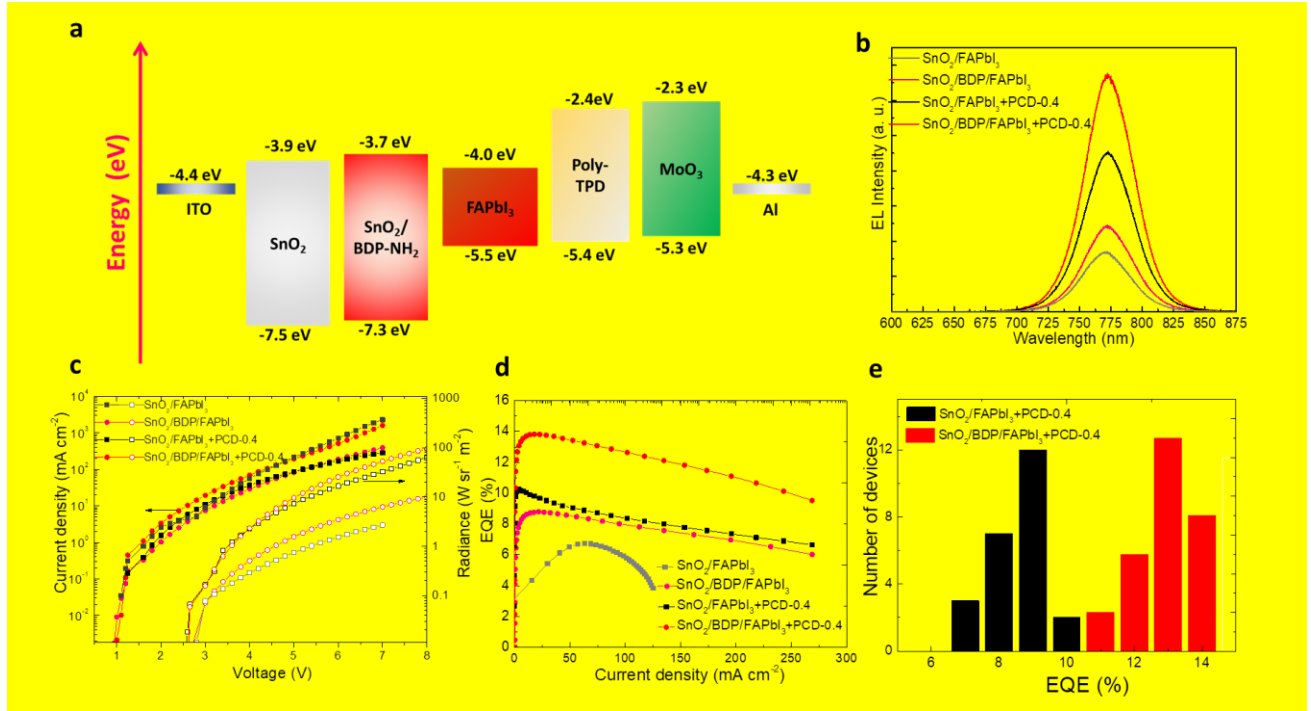 a
Energy (eV)
-4.4 eV
ITO
-3.9 eV
SnO₂
-7.5 eV
-3.7 eV
SnO₂/
BDP-NH₂
-7.3 eV
-4.0 eV
FAPbI₃
-5.5 eV
-2.4eV
Poly-
TPD
-5.4 eV
-2.3 eV
MoO₃
-5.3 eV
-4.3 eV
Al
b
SnO₂/FAPbI₃
SnO₂/BDP/FAPbI₃
SnO₂/FAPbI₃+PCD-0.4
SnO₂/BDP/FAPbI₃+PCD-0.4
EL Intensity (a. u.)
600 625 650 675 700 725 750 775 800 825 850 875
Wavelength (nm)
c
SnO₂/FAPbI₃
SnO₂/BDP/FAPbI₃
SnO₂/FAPbI₃+PCD-0.4
SnO₂/BDP/FAPbI₃+PCD-0.4
Current density (mA cm⁻²)
10⁴
10³
10²
10¹
10⁰
10⁻¹
10⁻²
1000
100
10
1
0.1
Radiance (W sr⁻¹ m⁻²)
1 2 3 4 5 6 7 8
Voltage (V)
d
EQE (%)
16
14
12
10
8
6
4
2
0
SnO₂/FAPbI₃
SnO₂/BDP/FAPbI₃
SnO₂/FAPbI₃+PCD-0.4
SnO₂/BDP/FAPbI₃+PCD-0.4
0 50 100 150 200 250 300
Current density (mA cm⁻²)
e
SnO₂/FAPbI₃+PCD-0.4
SnO₂/BDP/FAPbI₃+PCD-0.4
Number of devices
12
8
4
0
6 8 10 12 14
EQE (%)